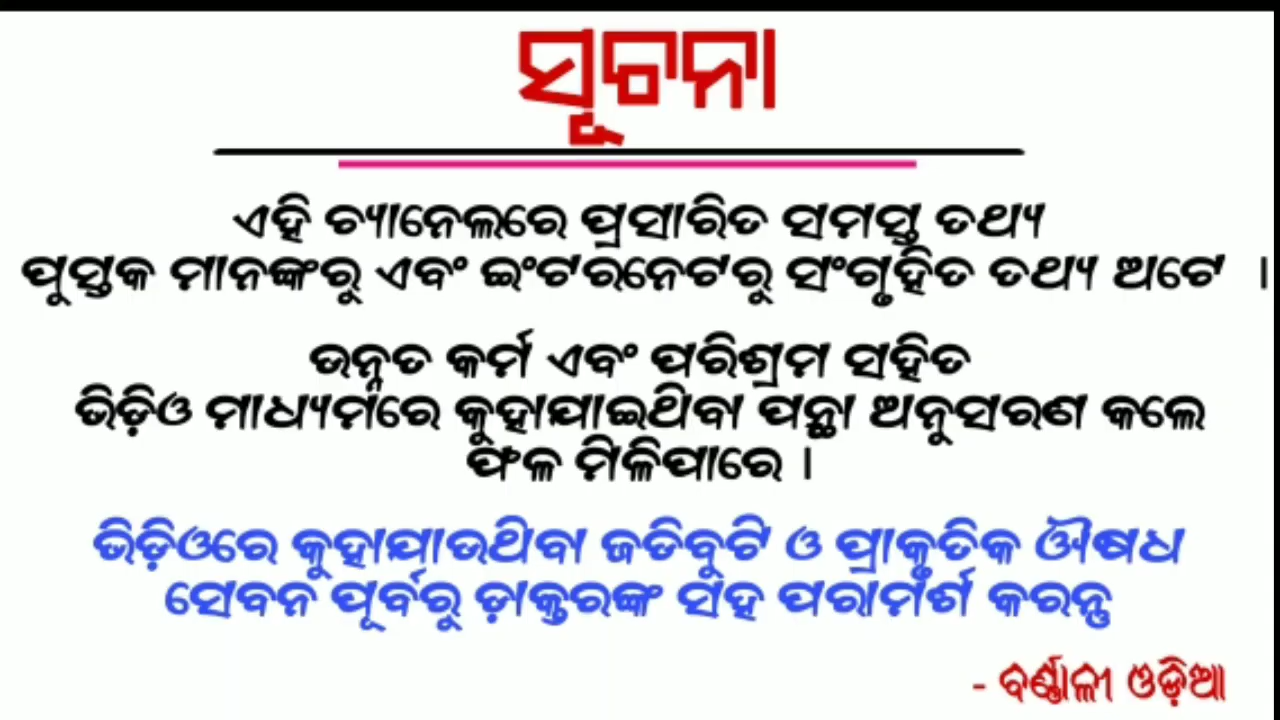 ସୂଚନା
ଏହି ଚ୍ୟାନେଲରେ ପ୍ରସାରିତ ସମସ୍ତ ତଥ୍ୟ
ପୁସ୍ତକ ମାନଙ୍କରୁ ଏବଂ ଇଂଟରନେଟରୁ ସଂଗୃହିତ ତଥ୍ୟ ଅଟେ ।
ଉନ୍ନତ କର୍ମ ଏବଂ ପରିଶ୍ରମ ସହିତ
ଭିଡ଼ିଓ ମାଧ୍ୟମରେ କୁହାଯାଇଥିବା ପନ୍ଥା ଅନୁସରଣ କଲେ
ଫଳ ମିଳିପାରେ ।
ଭିଡ଼ିଓରେ କୁହାଯାଉଥିବା ଜଡିବୁଟି ଓ ପ୍ରାକୃତିକ ଔଷଧ
ସେବନ ପୂର୍ବରୁ ଡ଼ାକ୍ତରଙ୍କ ସହ ପରାମର୍ଶ କରନ୍ତୁ
- ବର୍ଣ୍ଣାଳୀ ଓଡ଼ିଆ